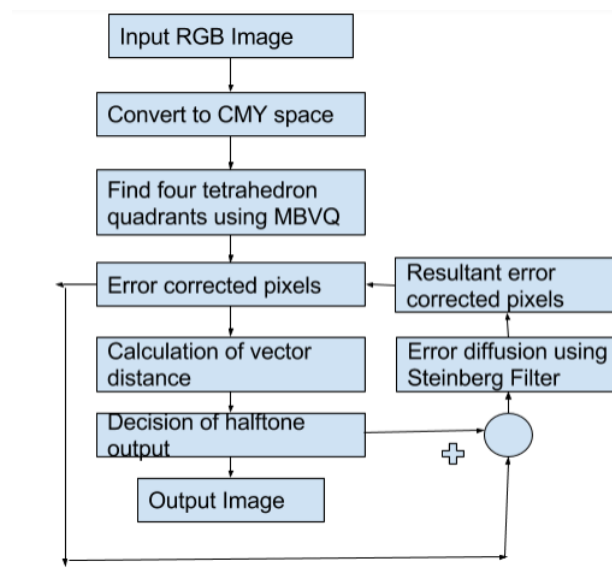 Input RGB Image
Convert to CMY space
Find four tetrahedron
quadrants using MBVQ
Error corrected pixels
Resultant error
corrected pixels
Calculation of vector
distance
Error diffusion using
Steinberg Filter
Decision of halftone
output
Output Image